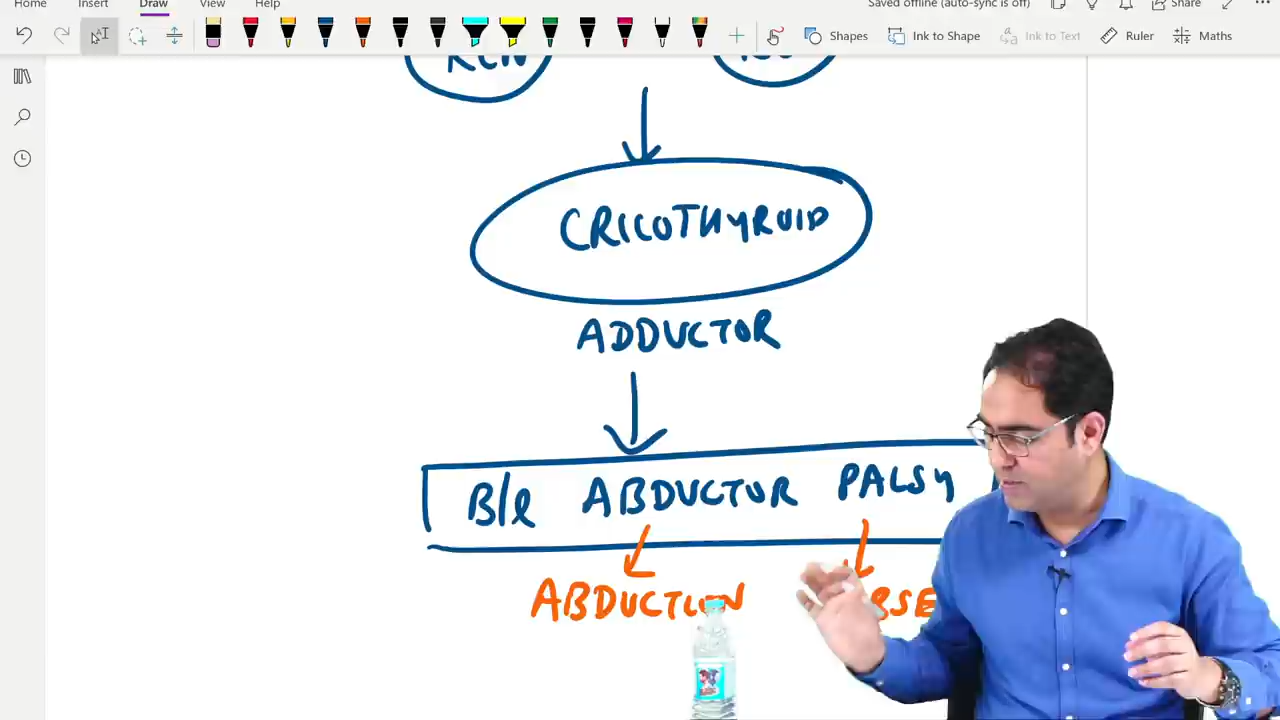 Home Insert Draw View Help Saved offline (auto-sync is off) Share
Shapes Ink to Shape Ink to Text Ruler Maths
RLN
CRICOTHYROID
ADDUCTOR
B/L ABDUCTOR PALSY
ABDUCTION